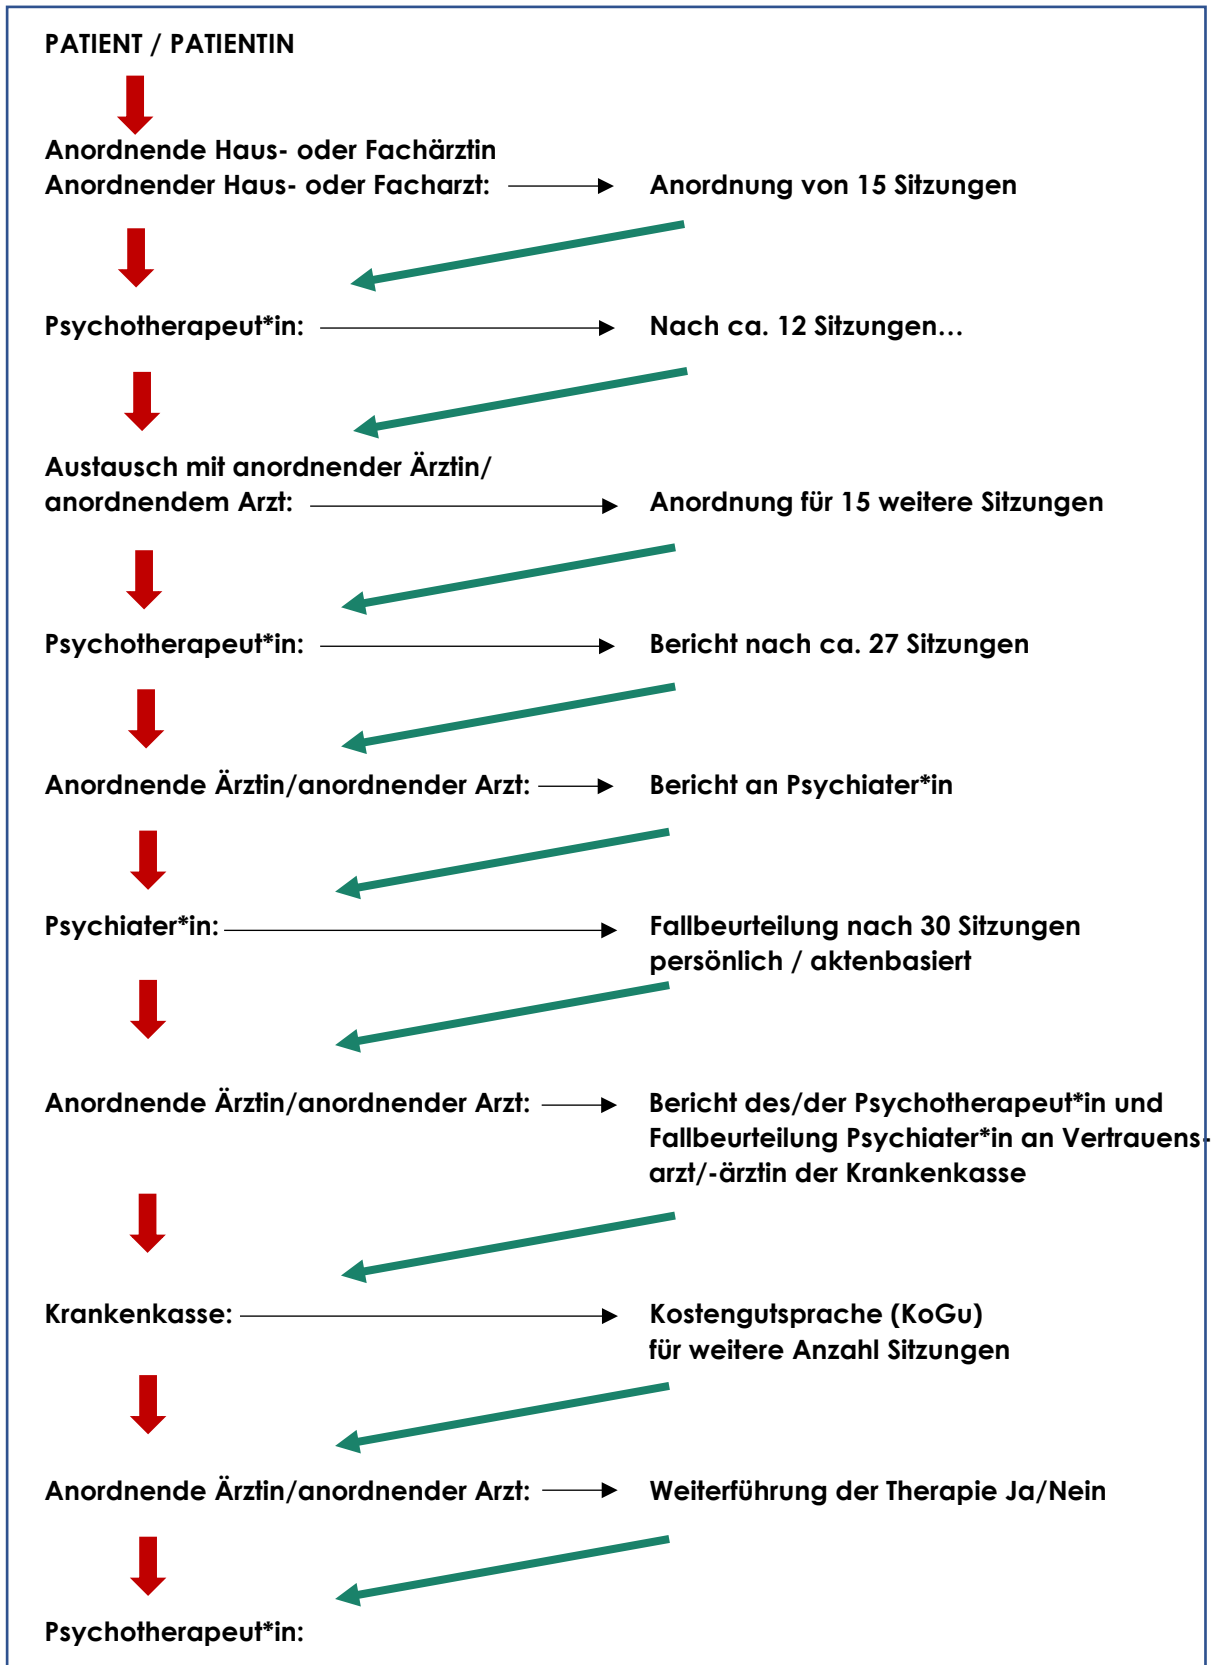 PATIENT / PATIENTIN
Anordnende Haus- oder Fachärztin
Anordnender Haus- oder Facharzt:
Anordnung von 15 Sitzungen
Psychotherapeut*in:
Nach ca. 12 Sitzungen…
Austausch mit anordnender Ärztin/
anordnendem Arzt:
Anordnung für 15 weitere Sitzungen
Psychotherapeut*in:
Bericht nach ca. 27 Sitzungen
Anordnende Ärztin/anordnender Arzt:
Bericht an Psychiater*in
Psychiater*in:
Fallbeurteilung nach 30 Sitzungen
persönlich / aktenbasiert
Anordnende Ärztin/anordnender Arzt:
Bericht des/der Psychotherapeut*in und
Fallbeurteilung Psychiater*in an Vertrauens-
arzt/-ärztin der Krankenkasse
Krankenkasse:
Kostengutsprache (KoGu)
für weitere Anzahl Sitzungen
Anordnende Ärztin/anordnender Arzt:
Weiterführung der Therapie Ja/Nein
Psychotherapeut*in: